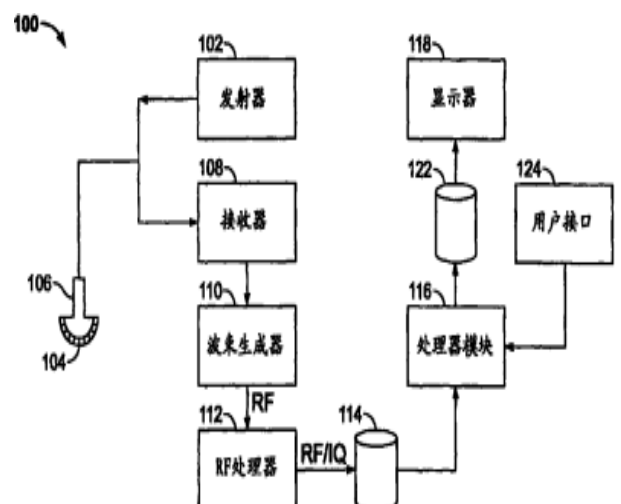 100
102
发射器
118
显示器
108
接收器
122
124
用户接口
106
104
110
波束生成器
116
处理器模块
RF
112
RF处理器
RF/IQ
114